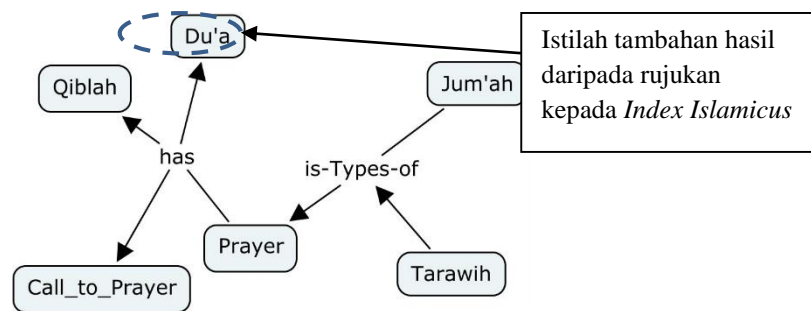 Du'a
Istilah tambahan hasil
daripada rujukan
kepada Index Islamicus
Qiblah
Jum'ah
has
is-Types-of
Prayer
Tarawih
Call_to_Prayer